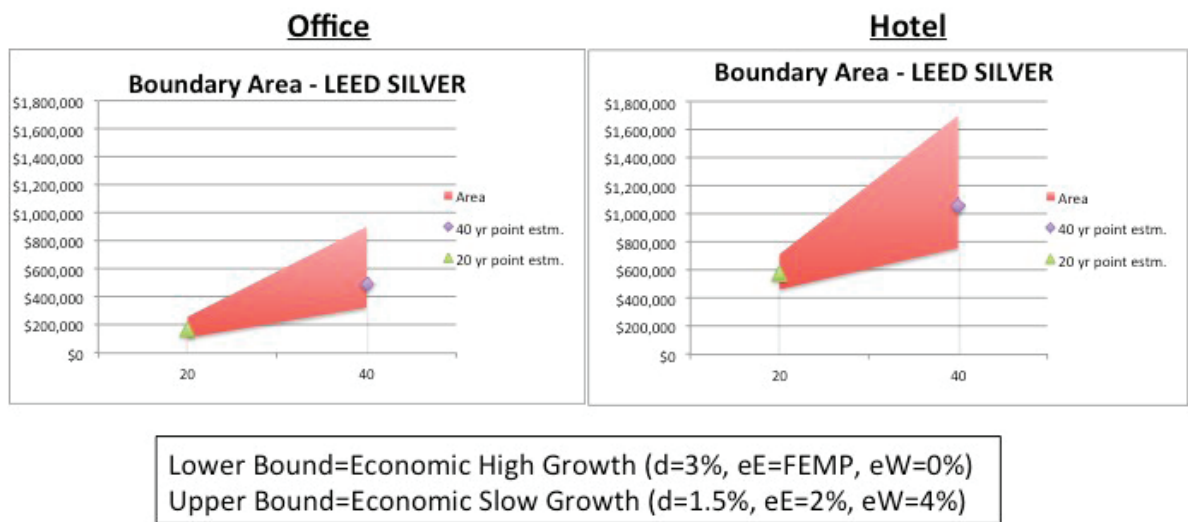 Office
Boundary Area - LEED SILVER
$1,800,000
$1,600,000
$1,400,000
$1,200,000
$1,000,000
$800,000
$600,000
$400,000
$200,000
$0
20
40
Area
40 yr point estm.
20 yr point estm.
Hotel
Boundary Area - LEED SILVER
$1,800,000
$1,600,000
$1,400,000
$1,200,000
$1,000,000
$800,000
$600,000
$400,000
$200,000
$0
20
40
Area
40 yr point estm.
20 yr point estm.
Lower Bound=Economic High Growth (d=3%, eE=FEMP, eW=0%)
Upper Bound=Economic Slow Growth (d=1.5%, eE=2%, eW=4%)